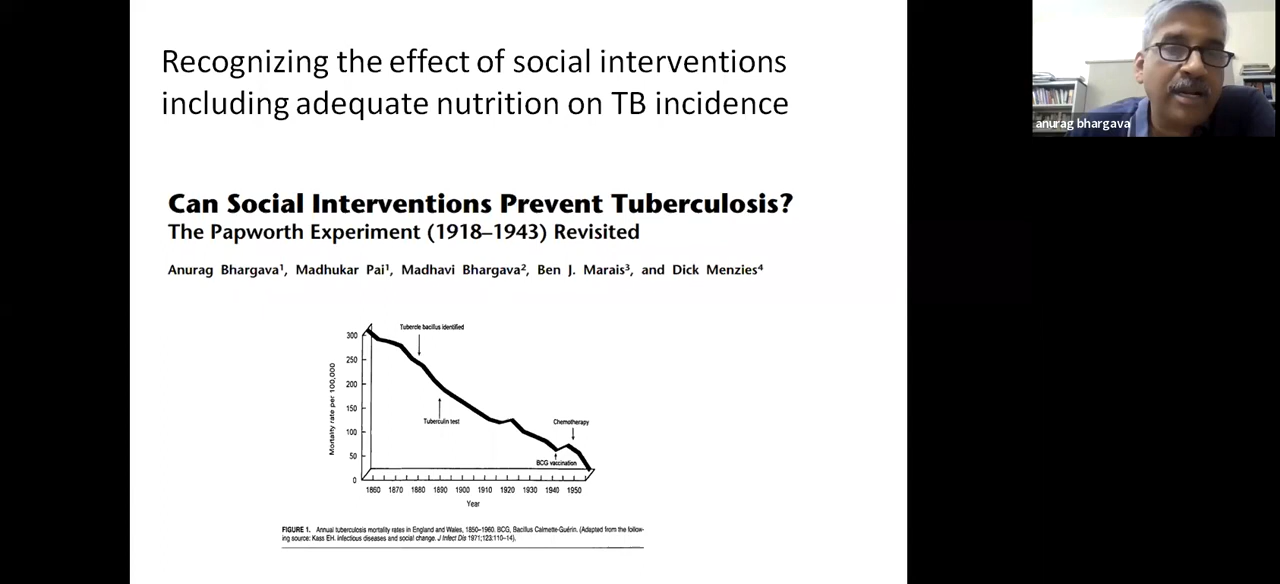 Recognizing the effect of social interventions
including adequate nutrition on TB incidence
anurag bhargava
Can Social Interventions Prevent Tuberculosis?
The Papworth Experiment (1918–1943) Revisited
Anurag Bhargava¹, Madhukar Pai¹, Madhavi Bhargava², Ben J. Marais³, and Dick Menzies⁴
Mortality rate per 100,000
300
250
200
150
100
50
0
Tubercle bacillus identified
Tuberculin test
Chemotherapy
BCG vaccination
1860 1870 1880 1890 1900 1910 1920 1930 1940 1950
Year
FIGURE 1. Annual tuberculosis mortality rates in England and Wales, 1850–1960. BCG, Bacillus Calmette-Guérin. (Adapted from the follow-
ing source: Kass EH. Infectious diseases and social change. J Infect Dis 1971;123:110–14).